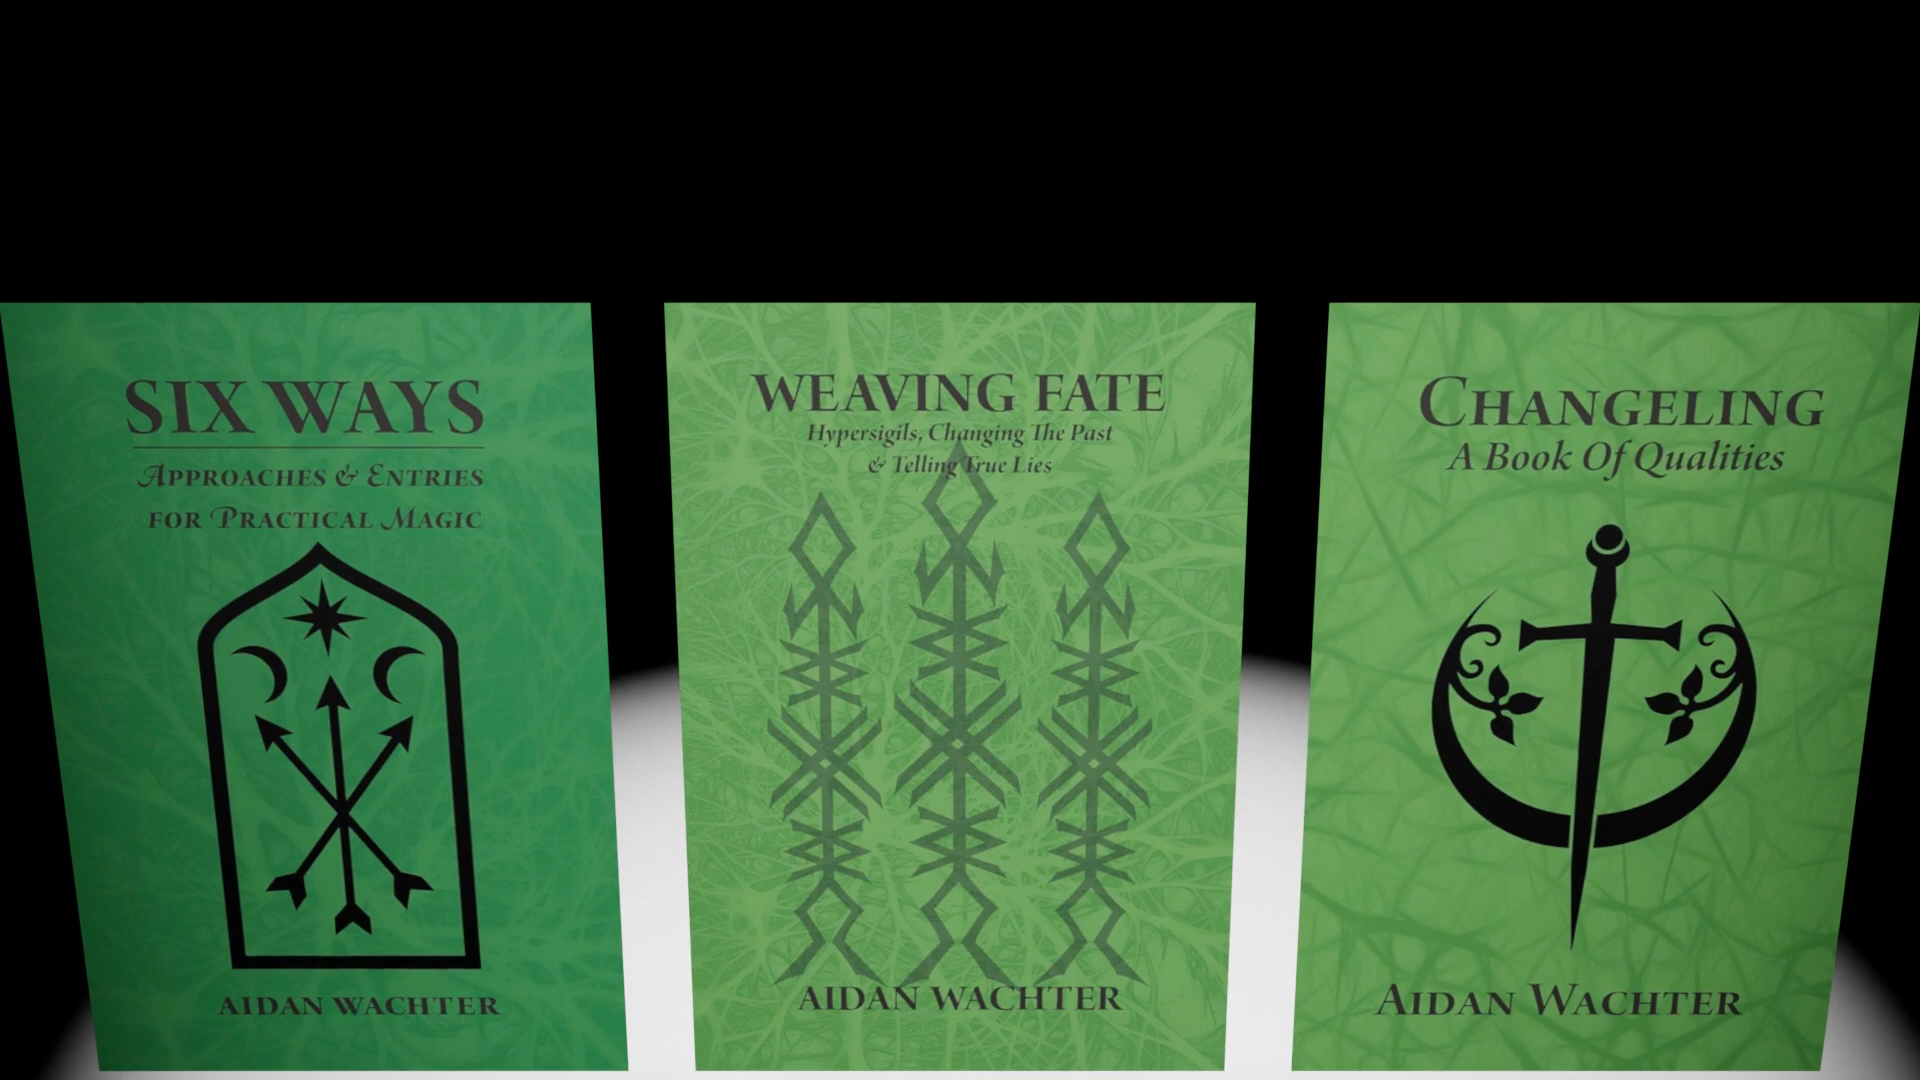 SIX WAYS
APPROACHES & ENTRIES
FOR PRACTICAL MAGIC
AIDAN WACHTER
WEAVING FATE
Hypersigils, Changing The Past
& Telling True Lies
AIDAN WACHTER
CHANGELING
A Book Of Qualities
AIDAN WACHTER